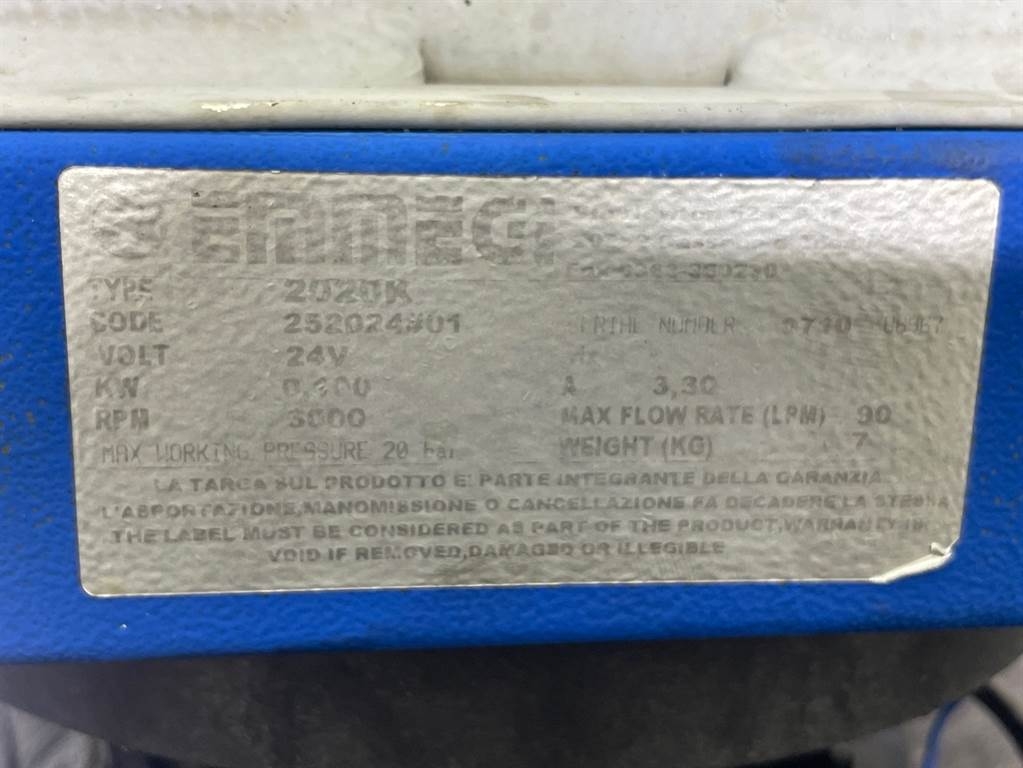 EMMEGI
TYPE 2020K
CODE 252024#01 SERIAL NUMBER
VOLT 24V
KW A 3,30
RPM 3000 MAX FLOW RATE (LPM) 90
MAX WORKING PRESSURE 20 bar WEIGHT (KG) 7
LA TARGA SUL PRODOTTO E' PARTE INTEGRANTE DELLA GARANZIA
L'ASPORTAZIONE,MANOMISSIONE O CANCELLAZIONE FA DECADERE LA STESSA
THE LABEL MUST BE CONSIDERED AS PART OF THE PRODUCT,WARRANTY IS
VOID IF REMOVED,DAMAGED OR ILLEGIBLE